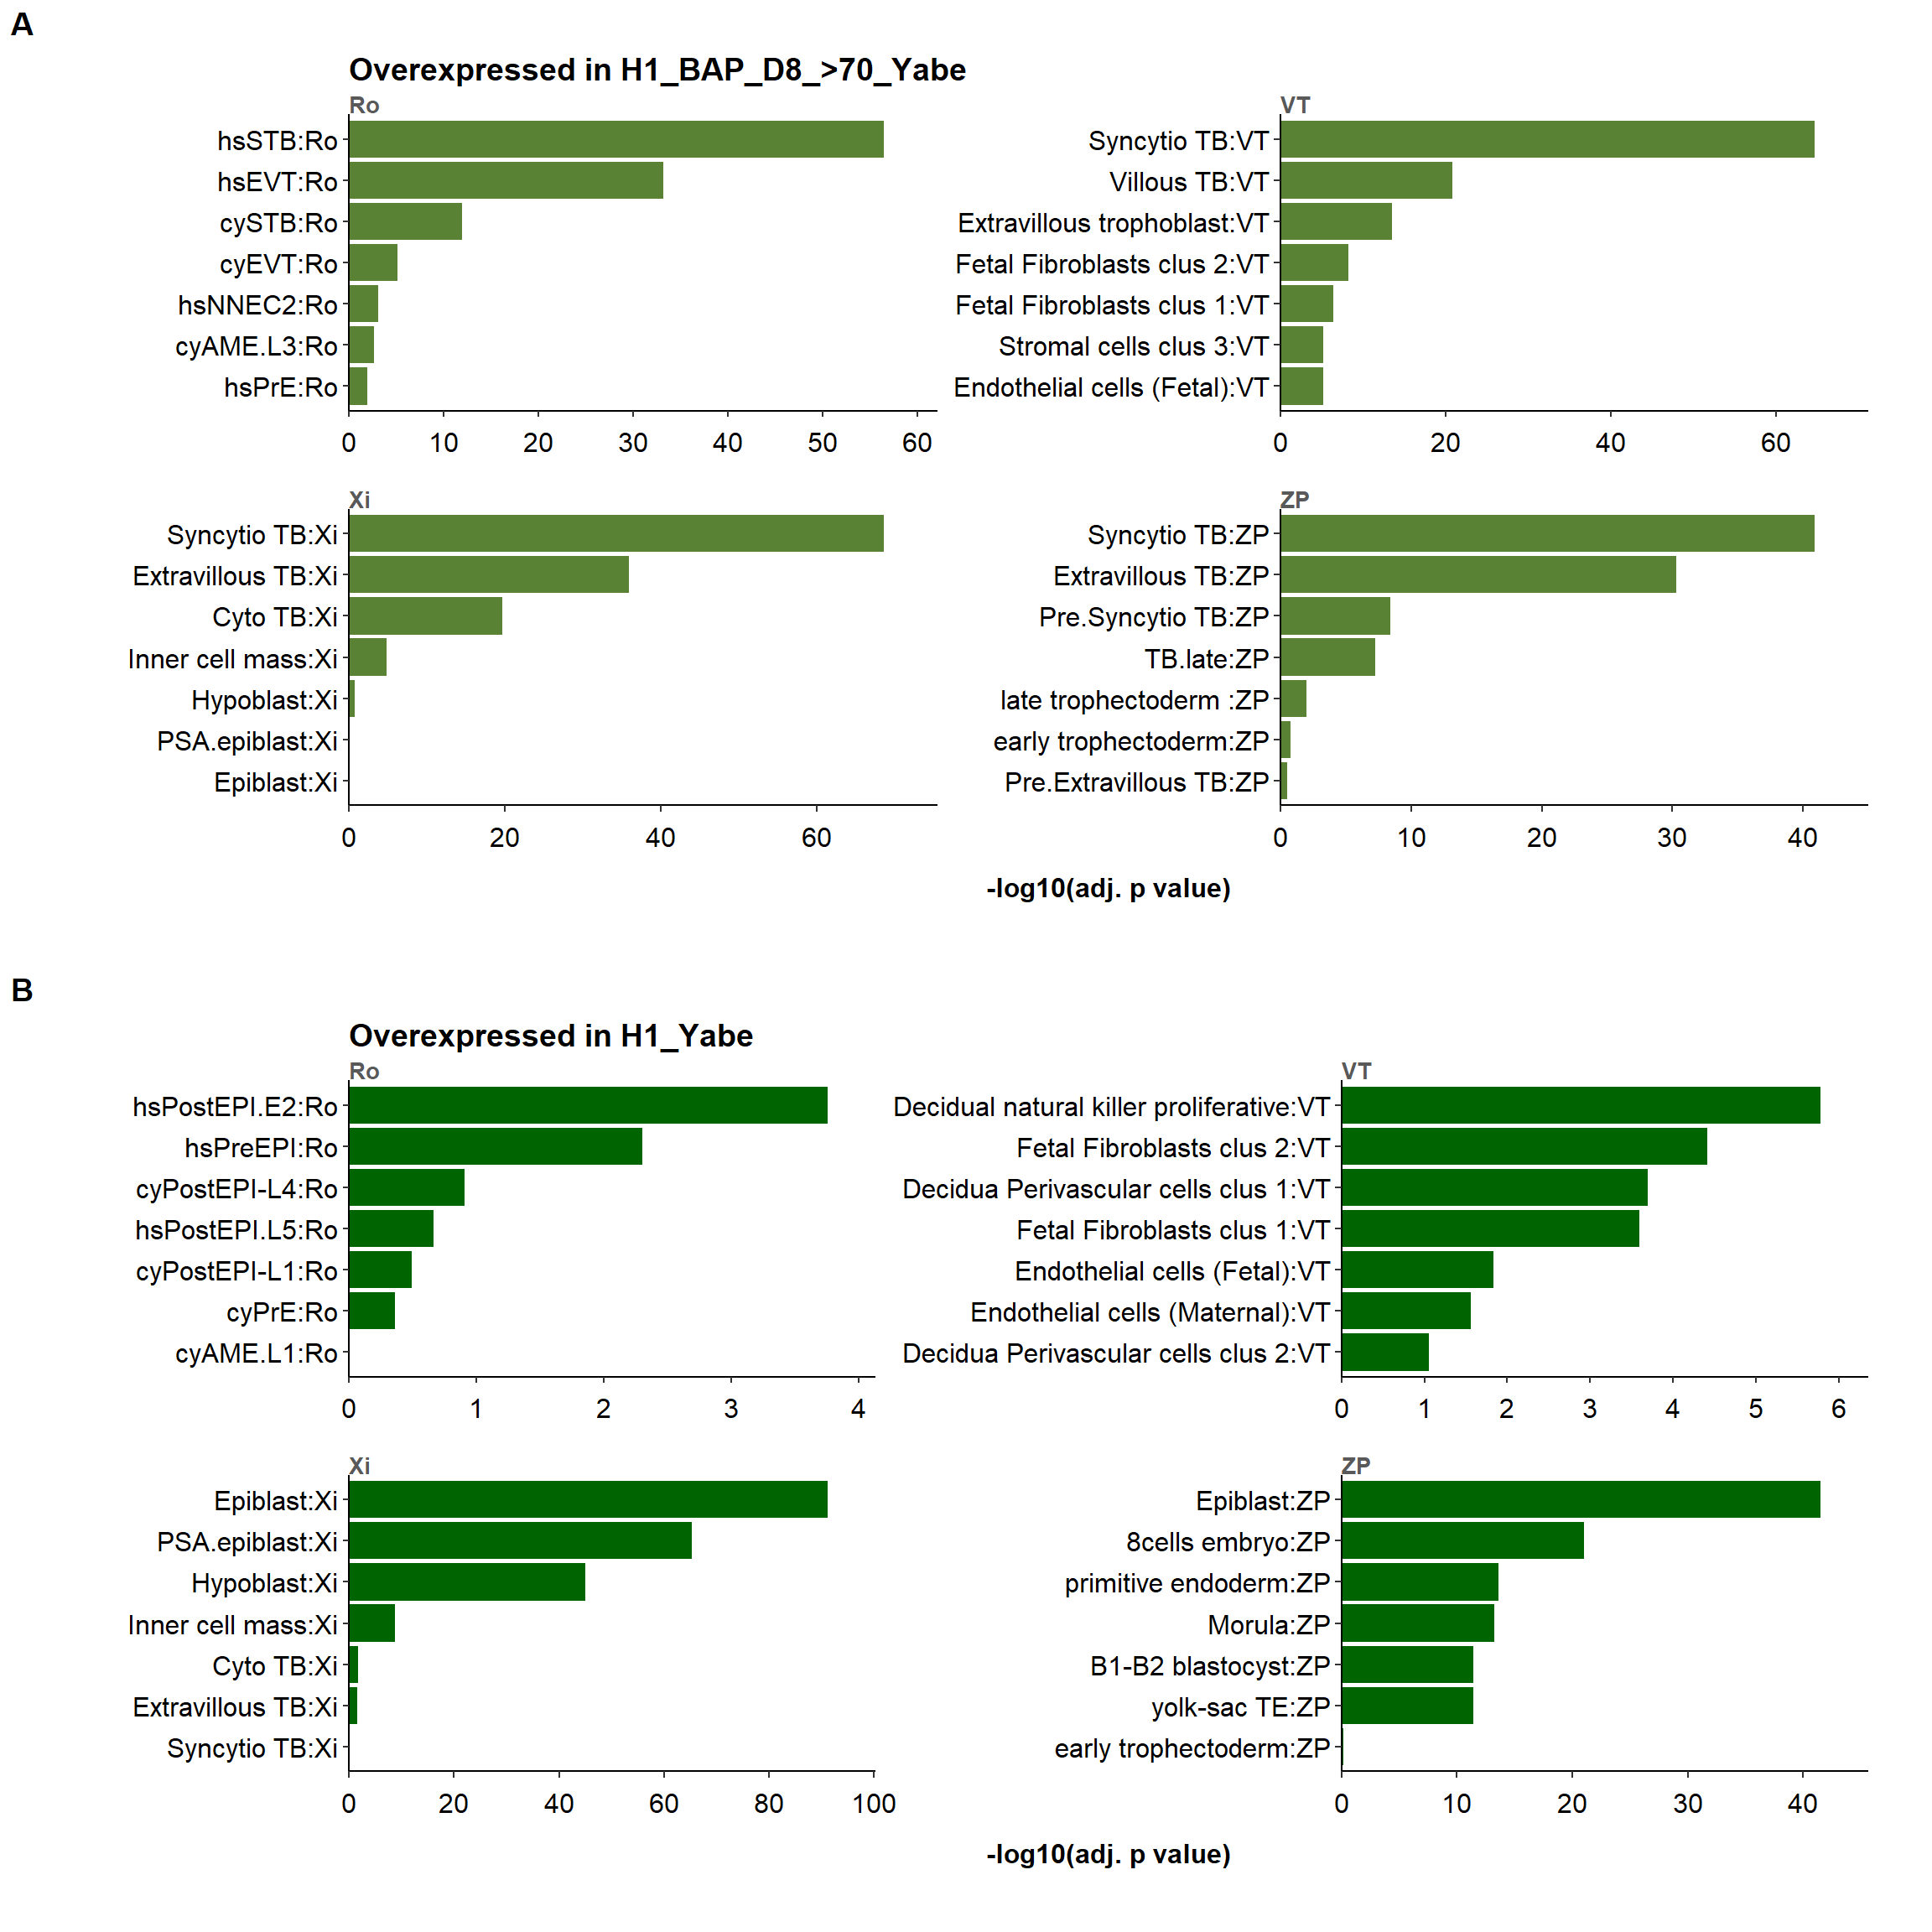 A
Overexpressed in H1_BAP_D8_>70_Yabe
Ro
hsSTB:Ro
hsEVT:Ro
cySTB:Ro
cyEVT:Ro
hsNNEC2:Ro
cyAME.L3:Ro
hsPrE:Ro
0 10 20 30 40 50 60
VT
Syncytio TB:VT
Villous TB:VT
Extravillous trophoblast:VT
Fetal Fibroblasts clus 2:VT
Fetal Fibroblasts clus 1:VT
Stromal cells clus 3:VT
Endothelial cells (Fetal):VT
0 20 40 60
Xi
Syncytio TB:Xi
Extravillous TB:Xi
Cyto TB:Xi
Inner cell mass:Xi
Hypoblast:Xi
PSA.epiblast:Xi
Epiblast:Xi
0 20 40 60
ZP
Syncytio TB:ZP
Extravillous TB:ZP
Pre.Syncytio TB:ZP
TB.late:ZP
late trophectoderm :ZP
early trophectoderm:ZP
Pre.Extravillous TB:ZP
0 10 20 30 40
-log10(adj. p value)
B
Overexpressed in H1_Yabe
Ro
hsPostEPI.E2:Ro
hsPreEPI:Ro
cyPostEPI-L4:Ro
hsPostEPI.L5:Ro
cyPostEPI-L1:Ro
cyPrE:Ro
cyAME.L1:Ro
0 1 2 3 4
VT
Decidual natural killer proliferative:VT
Fetal Fibroblasts clus 2:VT
Decidua Perivascular cells clus 1:VT
Fetal Fibroblasts clus 1:VT
Endothelial cells (Fetal):VT
Endothelial cells (Maternal):VT
Decidua Perivascular cells clus 2:VT
0 1 2 3 4 5 6
Xi
Epiblast:Xi
PSA.epiblast:Xi
Hypoblast:Xi
Inner cell mass:Xi
Cyto TB:Xi
Extravillous TB:Xi
Syncytio TB:Xi
0 20 40 60 80 100
ZP
Epiblast:ZP
8cells embryo:ZP
primitive endoderm:ZP
Morula:ZP
B1-B2 blastocyst:ZP
yolk-sac TE:ZP
early trophectoderm:ZP
0 10 20 30 40
-log10(adj. p value)